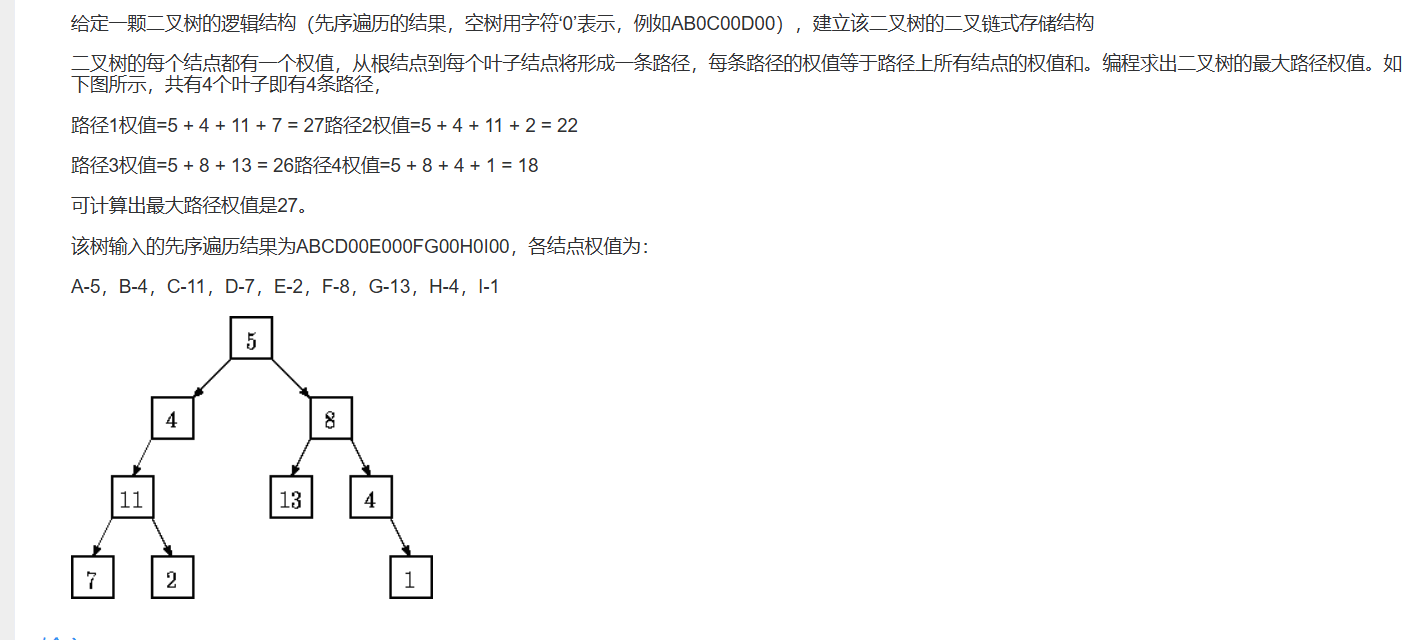 给定一颗二叉树的逻辑结构（先序遍历的结果，空树用字符‘0’表示，例如AB0C00D00），建立该二叉树的二叉链式存储结构
二叉树的每个结点都有一个权值，从根结点到每个叶子结点将形成一条路径，每条路径的权值等于路径上所有结点的权值和。编程求出二叉树的最大路径权值。如
下图所示，共有4个叶子即有4条路径，
路径1权值=5 + 4 + 11 + 7 = 27路径2权值=5 + 4 + 11 + 2 = 22
路径3权值=5 + 8 + 13 = 26路径4权值=5 + 8 + 4 + 1 = 18
可计算出最大路径权值是27。
该树输入的先序遍历结果为ABCD00E000FG00H0I00，各结点权值为：
A-5，B-4，C-11，D-7，E-2，F-8，G-13，H-4，I-1
5
4 8
11 13 4
7 2 1